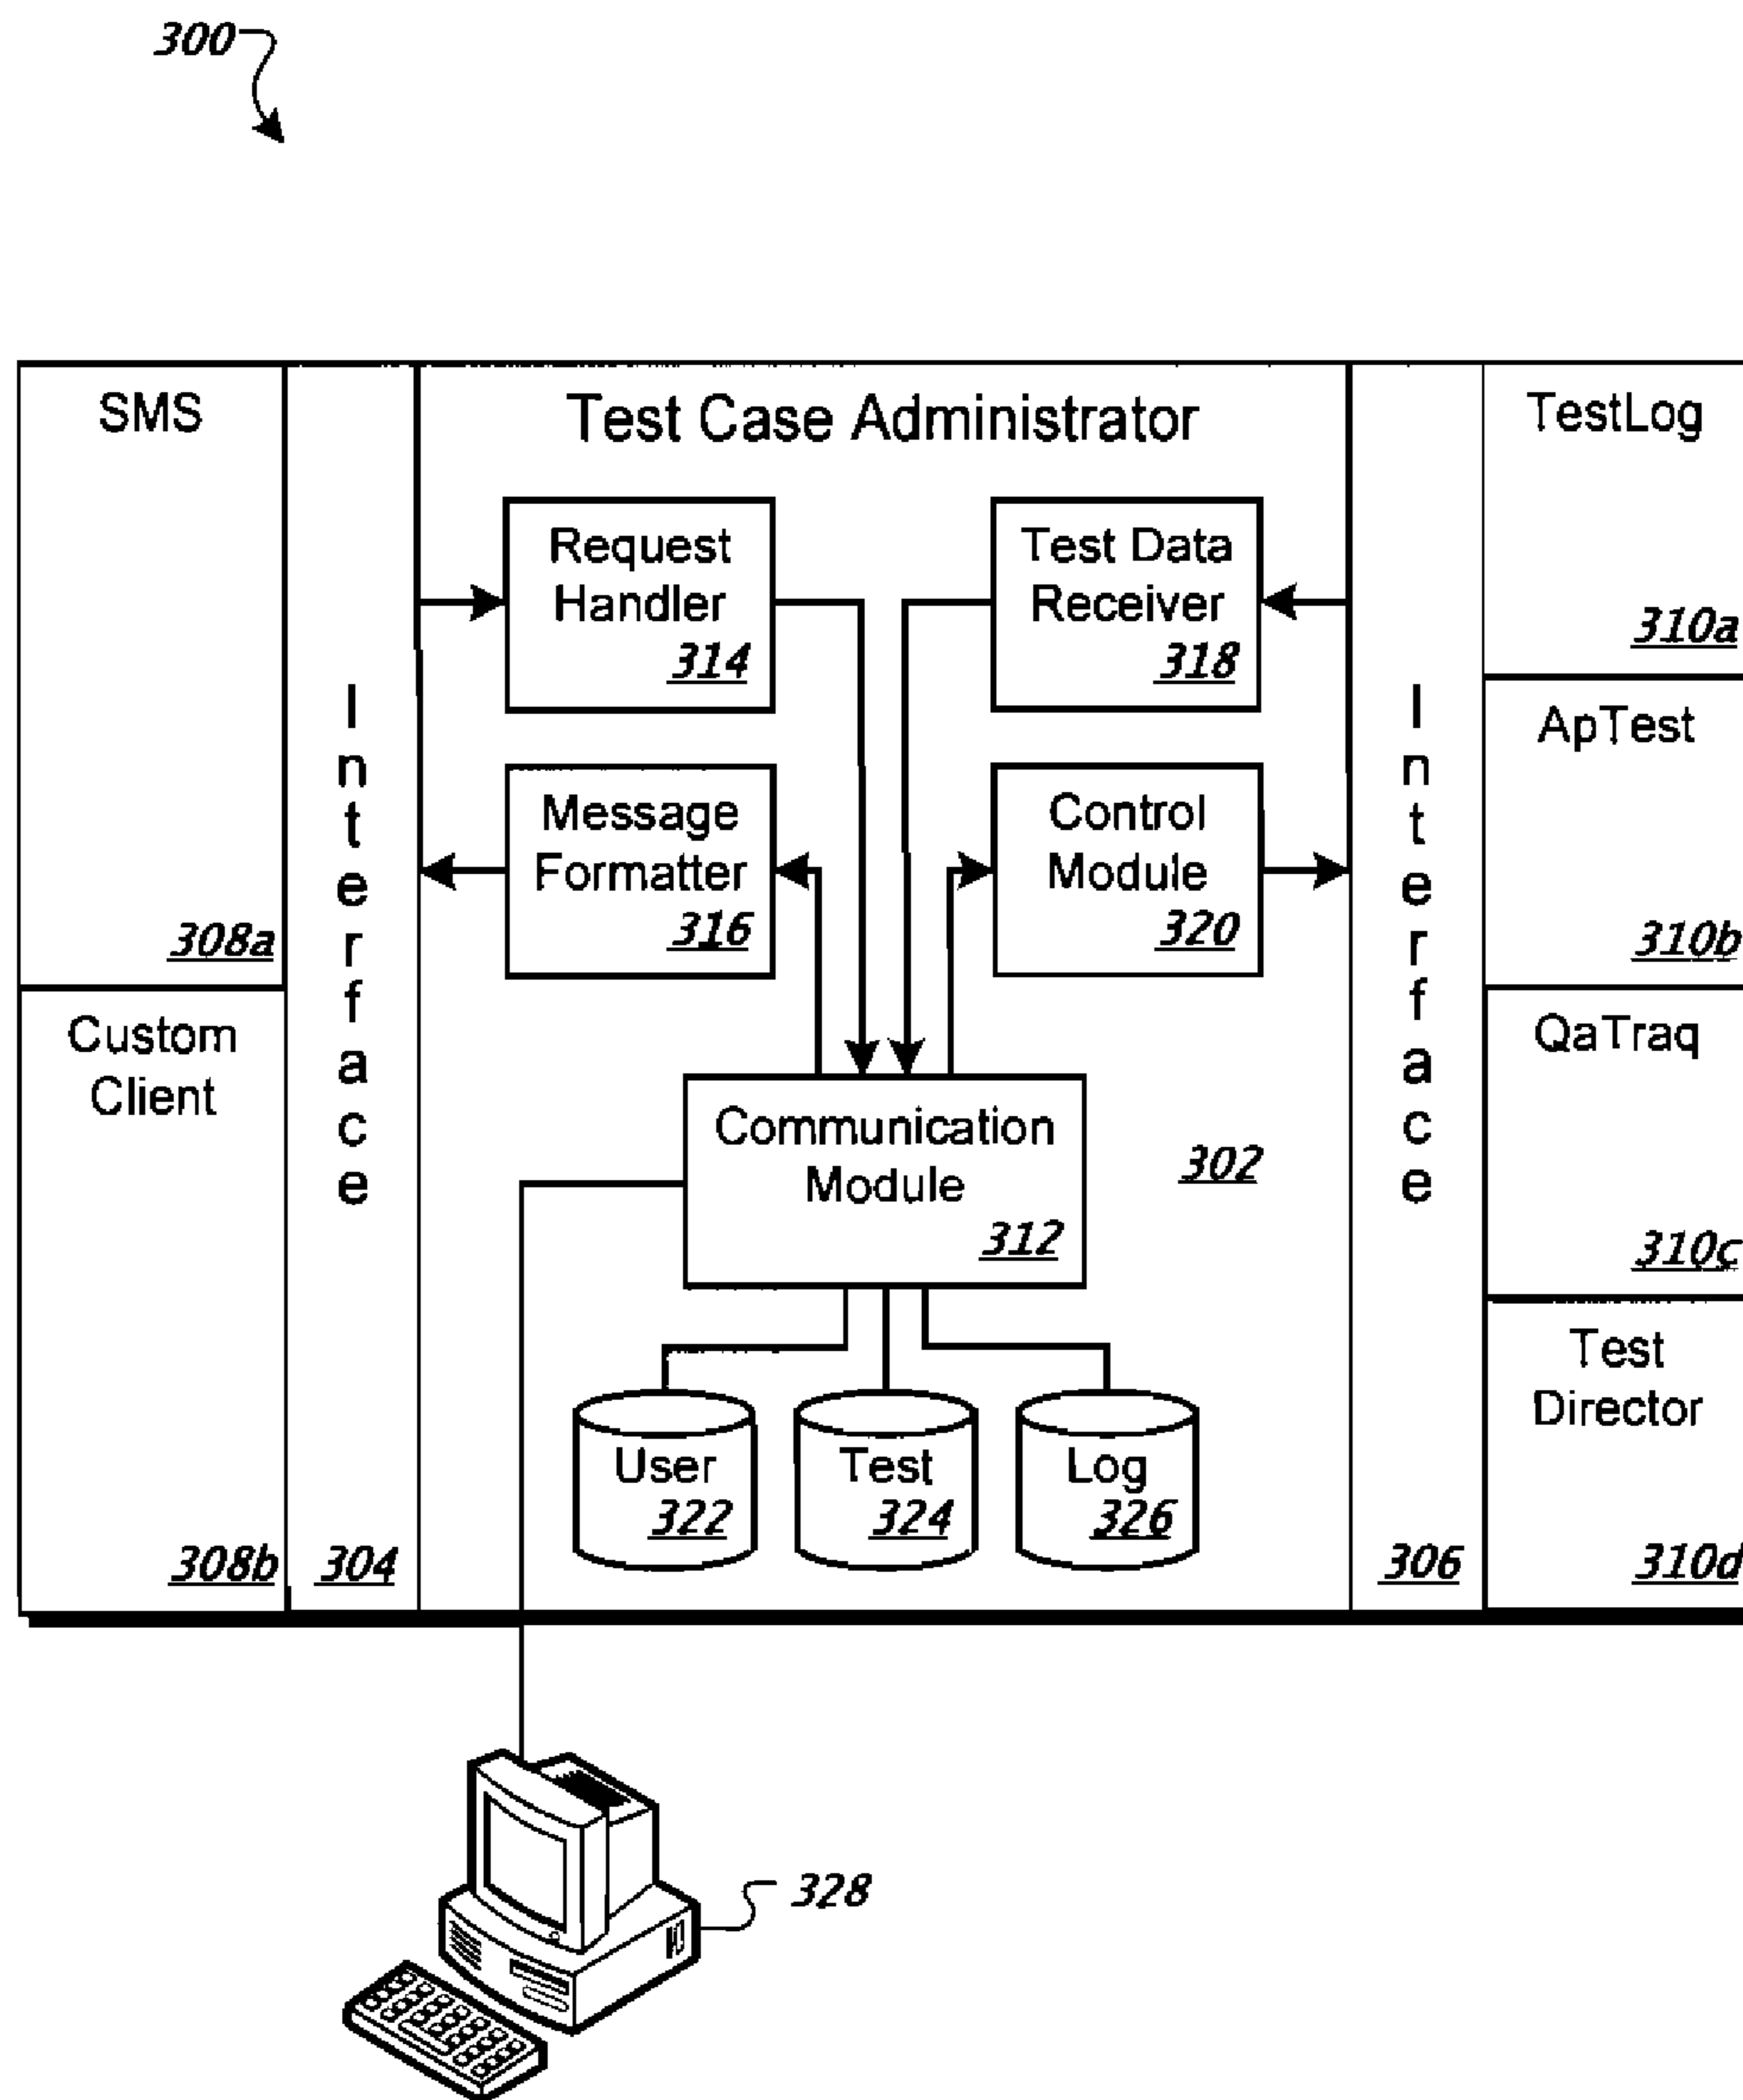 300
SMS
308a
Custom
Client
308b
Interface
304
Test Case Administrator
Request
Handler
314
Test Data
Receiver
318
Message
Formatter
316
Control
Module
320
Communication
Module
312
302
User
322
Test
324
Log
326
Interface
306
TestLog
310a
ApTest
310b
QaTraq
310c
Test
Director
310d
328